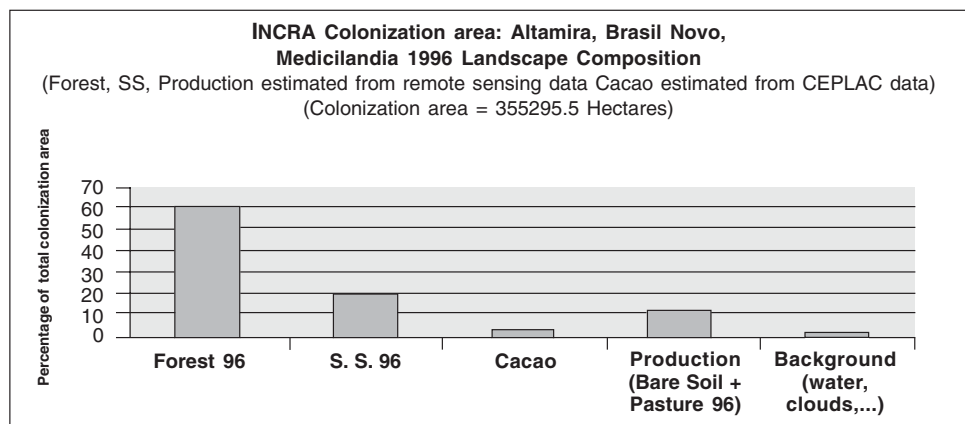 INCRA Colonization area: Altamira, Brasil Novo,
Medicilandia 1996 Landscape Composition
(Forest, SS, Production estimated from remote sensing data Cacao estimated from CEPLAC data)
(Colonization area = 355295.5 Hectares)
Percentage of total colonization area
70
60
50
40
30
20
10
0
Forest 96
S. S. 96
Cacao
Production
(Bare Soil +
Pasture 96)
Background
(water,
clouds,...)